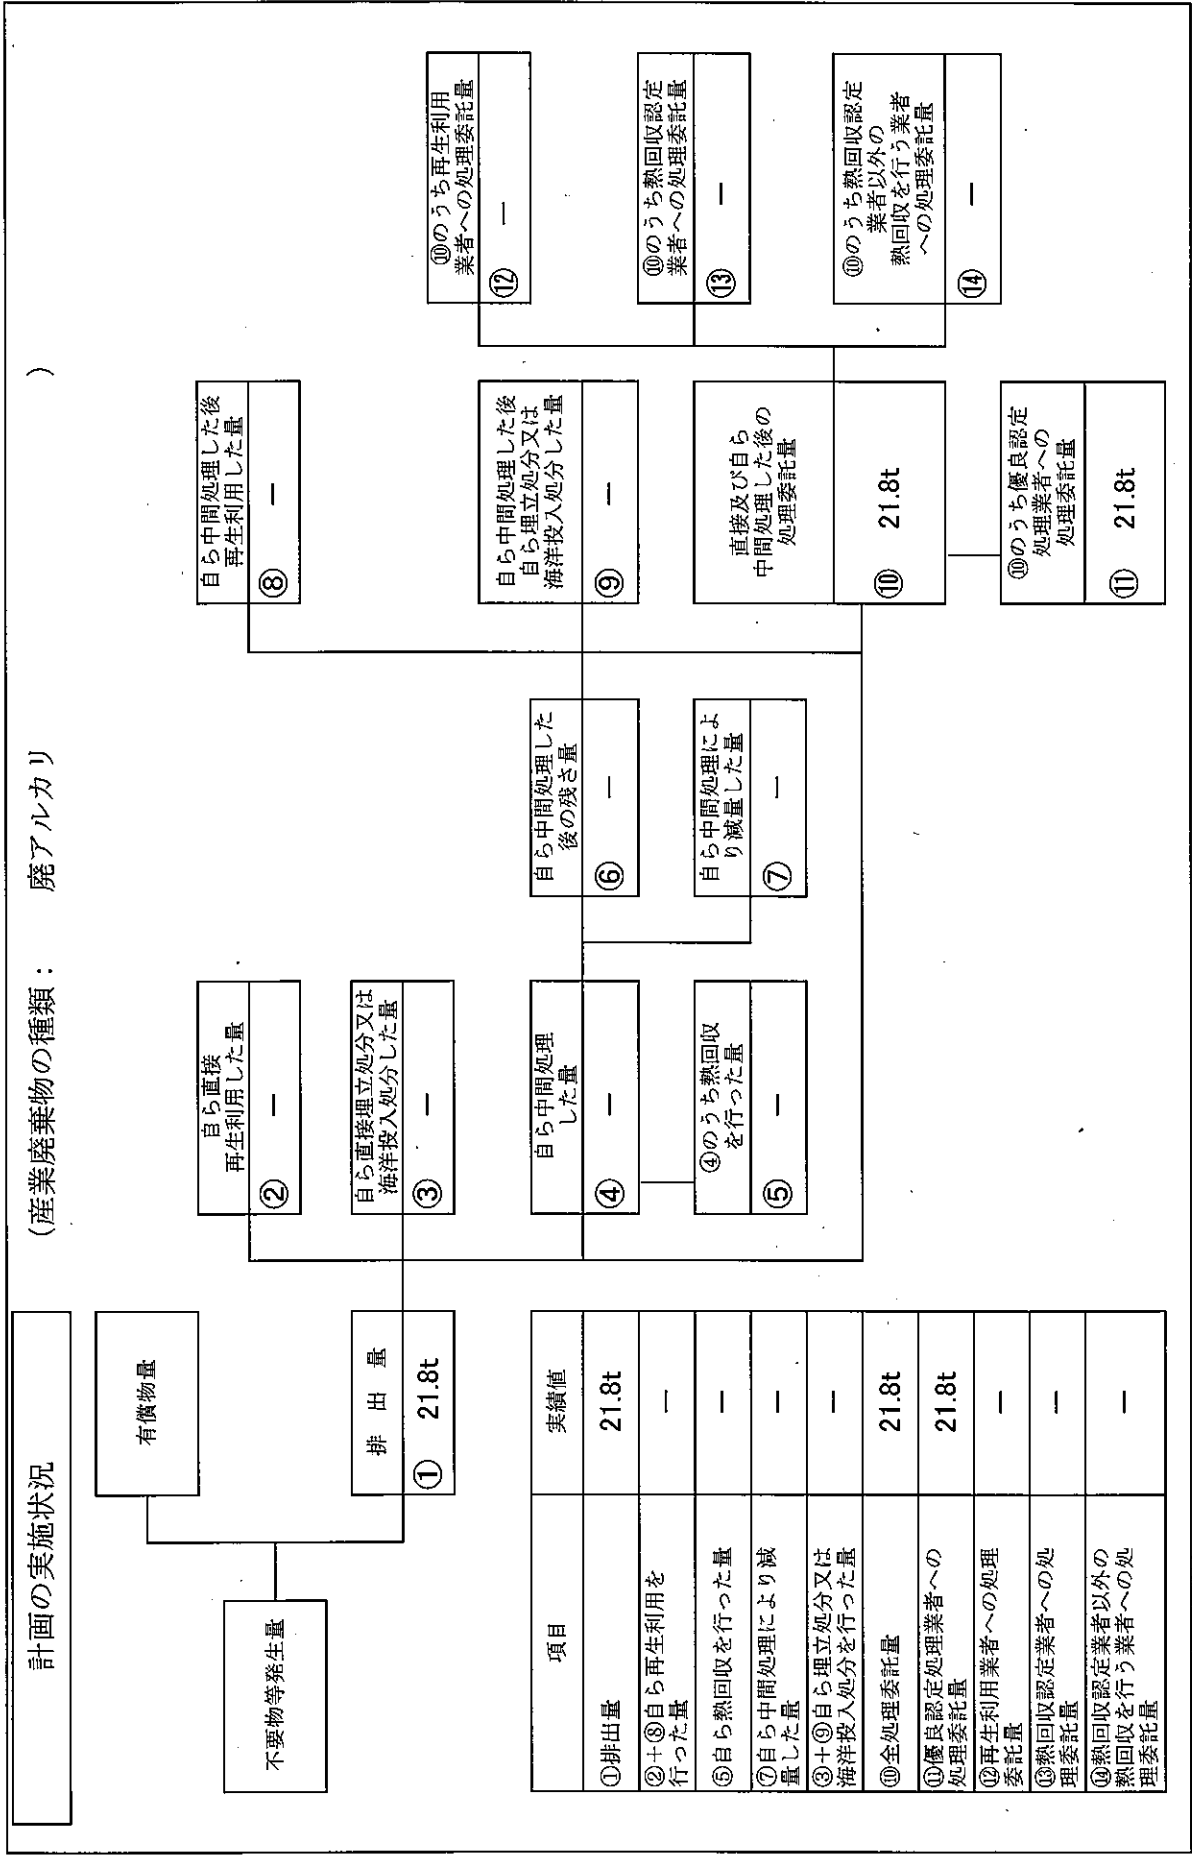 計画の実施状況
(産業廃棄物の種類： 廃アルカリ )
不要物等発生量
有償物量
排 出 量
① 21.8t
自ら直接
再生利用した量
② ー
自ら直接埋立処分又は
海洋投入処分した量
③ ー
自ら中間処理
した量
④ ー
④のうち熱回収
を行った量
⑤ ー
自ら中間処理した
後の残さ量
⑥ ー
自ら中間処理によ
り減量した量
⑦ ー
自ら中間処理した後
再生利用した量
⑧ ー
自ら中間処理した後
自ら埋立処分又は
海洋投入処分した量
⑨ ー
直接及び自ら
中間処理した後の
処理委託量
⑩ 21.8t
⑩のうち優良認定
処理業者への
処理委託量
⑪ 21.8t
⑩のうち再生利用
業者への処理委託量
⑫ ー
⑩のうち熱回収認定
業者への処理委託量
⑬ ー
⑩のうち熱回収認定
業者以外の
熱回収を行う業者
への処理委託量
⑭ ー
項目 実績値
①排出量 21.8t
②＋⑧自ら再生利用を
行った量 ー
⑤自ら熱回収を行った量 ー
⑦自ら中間処理により減
量した量 ー
③＋⑨自ら埋立処分又は
海洋投入処分を行った量 ー
⑩全処理委託量 21.8t
⑪優良認定処理業者への
処理委託量 21.8t
⑫再生利用業者への処理
委託量 ー
⑬熱回収認定業者への処
理委託量 ー
⑭熱回収認定業者以外の
熱回収を行う業者への処
理委託量 ー